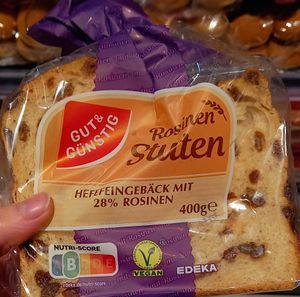 GUT&
GÜNSTIG
Rosinen
stuten
HEFEFEINGEBÄCK MIT
28% ROSINEN
400g e
NUTRI-SCORE
B
VEGAN
EDEKA